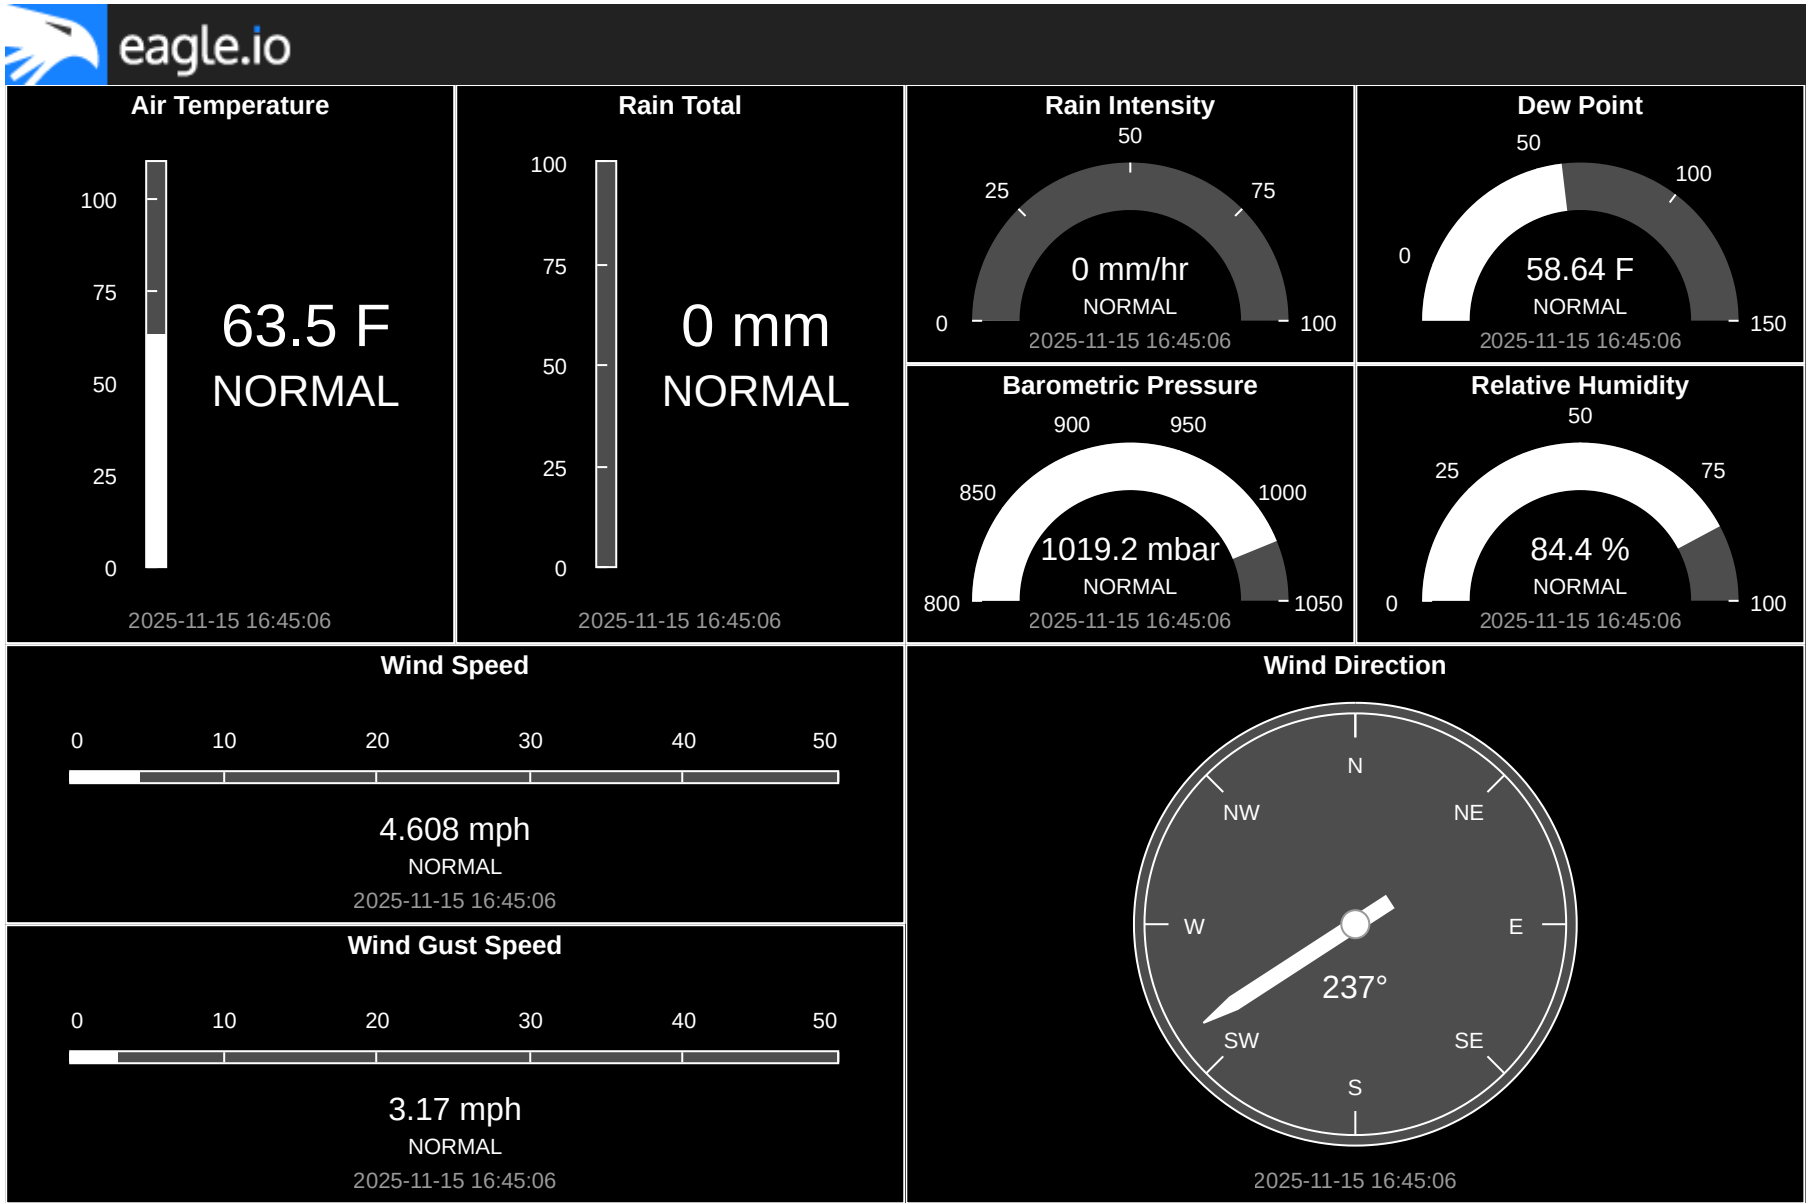 eagle.io
Air Temperature
100
75
50
25
0
63.5 F
NORMAL
2025-11-15 16:45:06
Rain Total
100
75
50
25
0
0 mm
NORMAL
2025-11-15 16:45:06
Rain Intensity
50
25
75
0
100
0 mm/hr
NORMAL
2025-11-15 16:45:06
Dew Point
50
100
0
150
58.64 F
NORMAL
2025-11-15 16:45:06
Barometric Pressure
900
950
850
1000
800
1050
1019.2 mbar
NORMAL
2025-11-15 16:45:06
Relative Humidity
50
25
75
0
100
84.4 %
NORMAL
2025-11-15 16:45:06
Wind Speed
0 10 20 30 40 50
4.608 mph
NORMAL
2025-11-15 16:45:06
Wind Gust Speed
0 10 20 30 40 50
3.17 mph
NORMAL
2025-11-15 16:45:06
Wind Direction
N
NW NE
W E
237°
SW SE
S
2025-11-15 16:45:06